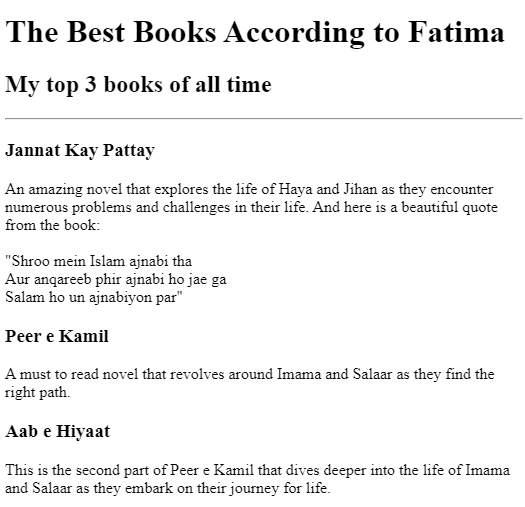 The Best Books According to Fatima
My top 3 books of all time
Jannat Kay Pattay
An amazing novel that explores the life of Haya and Jihan as they encounter
numerous problems and challenges in their life. And here is a beautiful quote
from the book:
"Shroo mein Islam ajnabi tha
Aur anqareeb phir ajnabi ho jae ga
Salam ho un ajnabiyon par"
Peer e Kamil
A must to read novel that revolves around Imama and Salaar as they find the
right path.
Aab e Hiyaat
This is the second part of Peer e Kamil that dives deeper into the life of Imama
and Salaar as they embark on their journey for life.